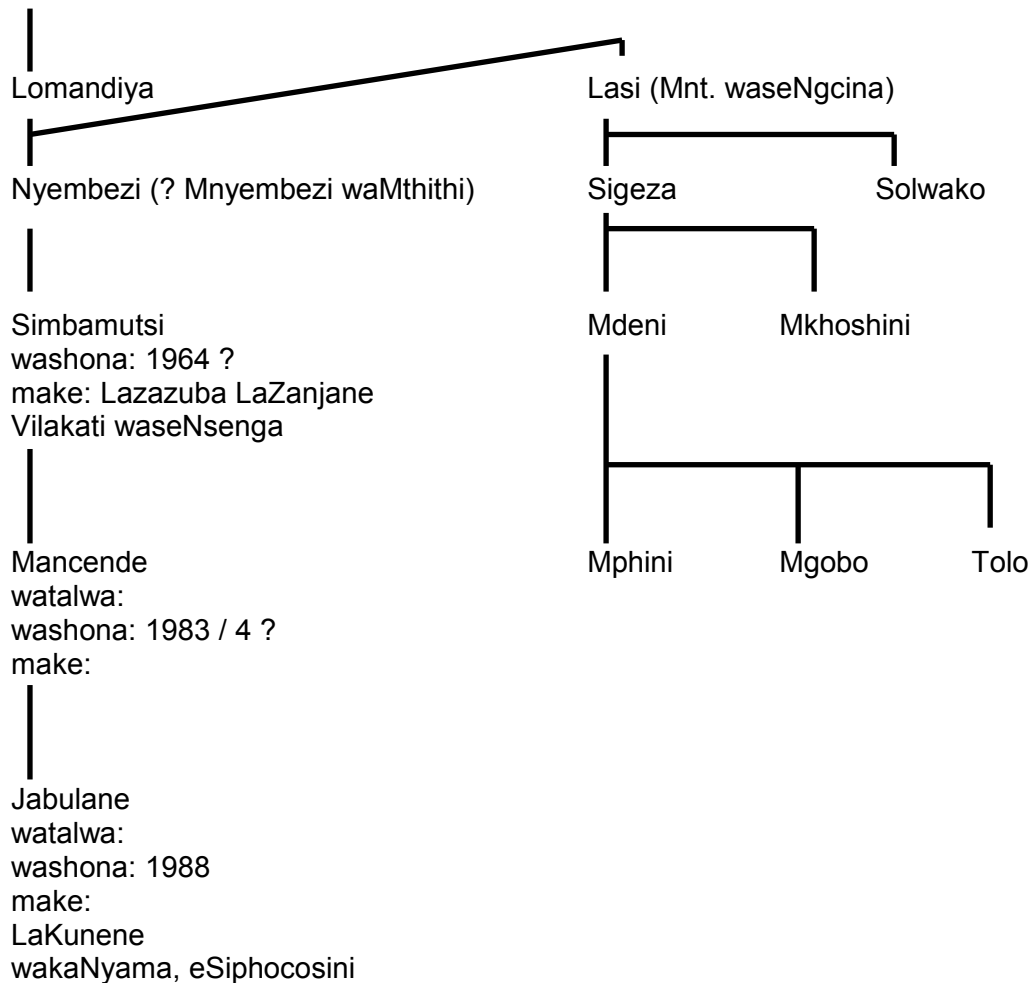 Lomandiya
Lasi (Mnt. waseNgcina)
Nyembezi (? Mnyembezi waMthithi)
Sigeza
Solwako
Simbamutsi
washona: 1964 ?
make: Lazazuba LaZanjane
Vilakati waseNsenga
Mdeni
Mkhoshini
Mancende
watalwa:
washona: 1983 / 4 ?
make:
Mphini
Mgobo
Tolo
Jabulane
watalwa:
washona: 1988
make:
LaKunene
wakaNyama, eSiphocosini